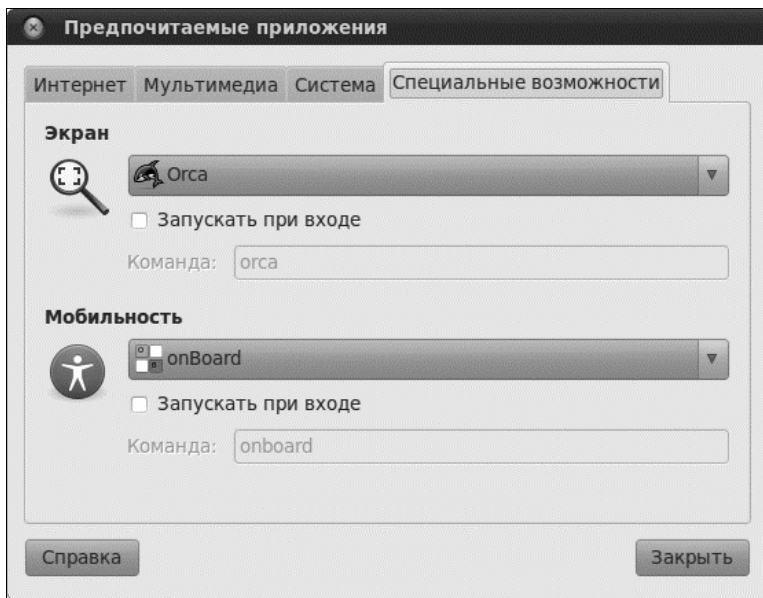 Предпочитаемые приложения
Интернет Мультимедиа Система Специальные возможности
Экран
Orca
Запускать при входе
Команда: orca
Мобильность
onBoard
Запускать при входе
Команда: onboard
Справка Закрыть